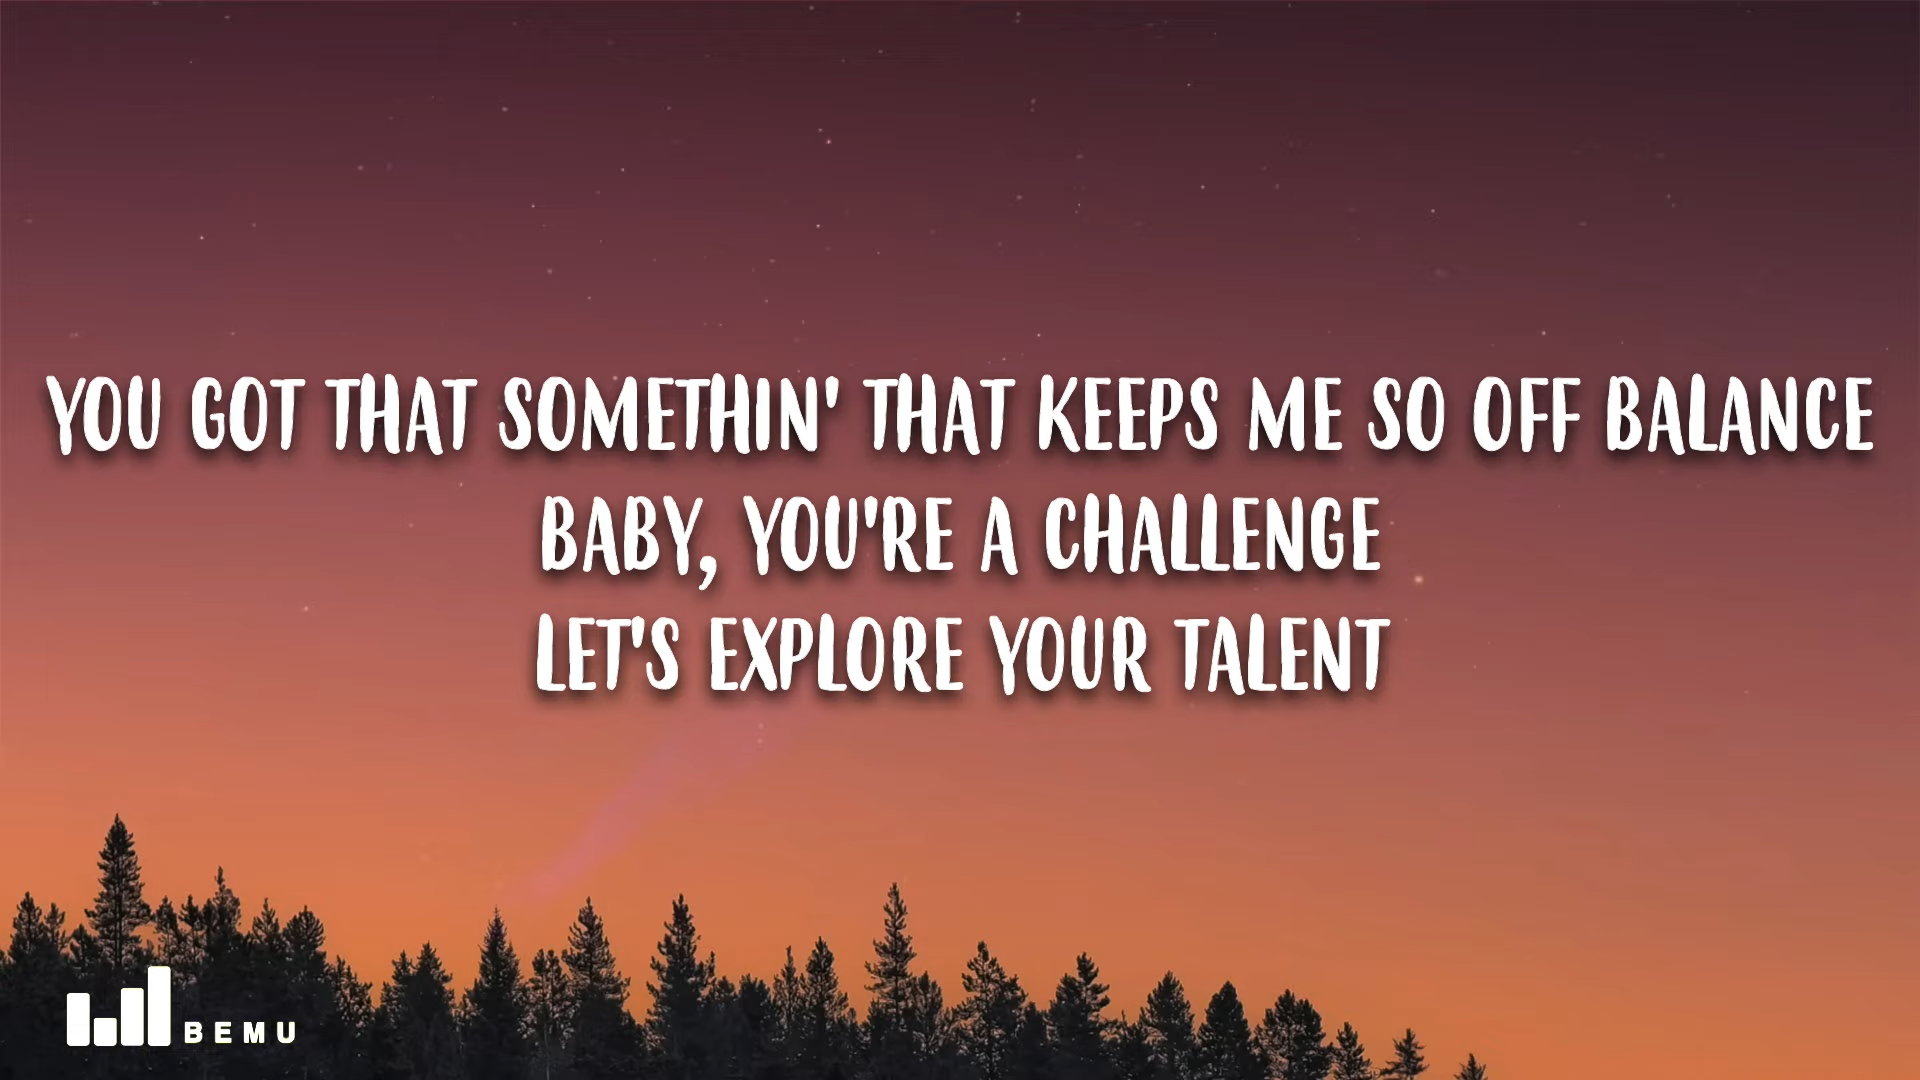 YOU GOT THAT SOMETHIN' THAT KEEPS ME SO OFF BALANCE
BABY, YOU'RE A CHALLENGE
LET'S EXPLORE YOUR TALENT
BEMU